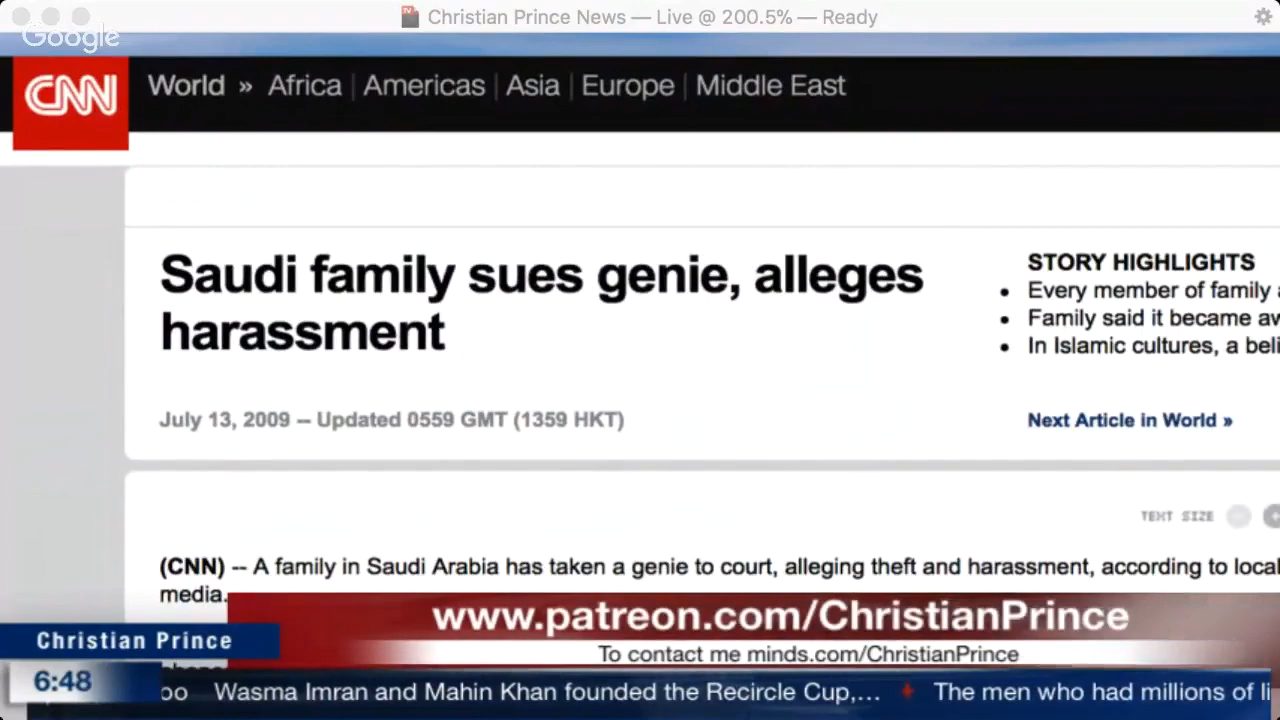 Christian Prince News — Live @ 200.5% — Ready
Google
CNN
World » Africa | Americas | Asia | Europe | Middle East
Saudi family sues genie, alleges
harassment
July 13, 2009 -- Updated 0559 GMT (1359 HKT)
STORY HIGHLIGHTS
• Every member of family
• Family said it became
• In Islamic cultures, a
Next Article in World »
TEXT SIZE
(CNN) -- A family in Saudi Arabia has taken a genie to court, alleging theft and harassment, according to local
media.
www.patreon.com/ChristianPrince
To contact me minds.com/ChristianPrince
Christian Prince
6:48
Wasma Imran and Mahin Khan founded the Recircle Cup,... The men who had millions of